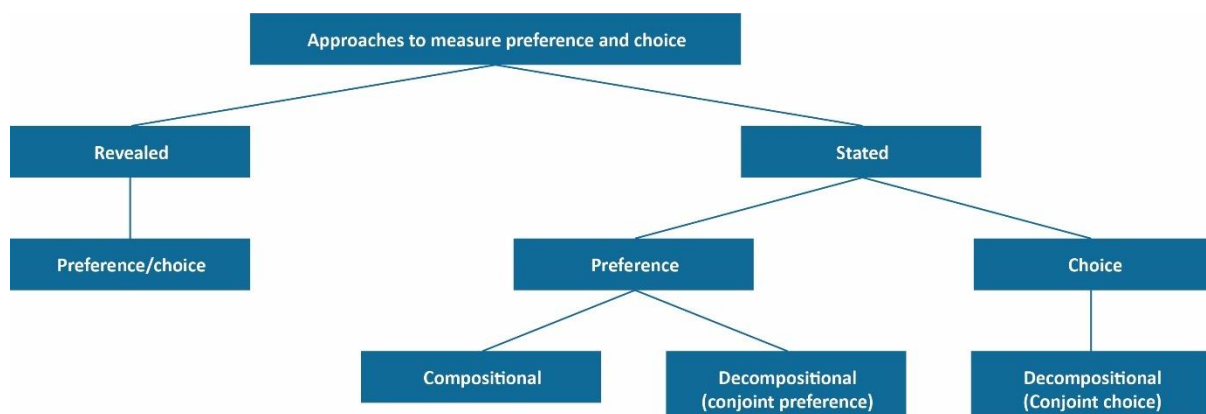 Approaches to measure preference and choice
Revealed
Stated
Preference/choice
Preference
Choice
Compositional
Decompositional
(conjoint preference)
Decompositional
(Conjoint choice)